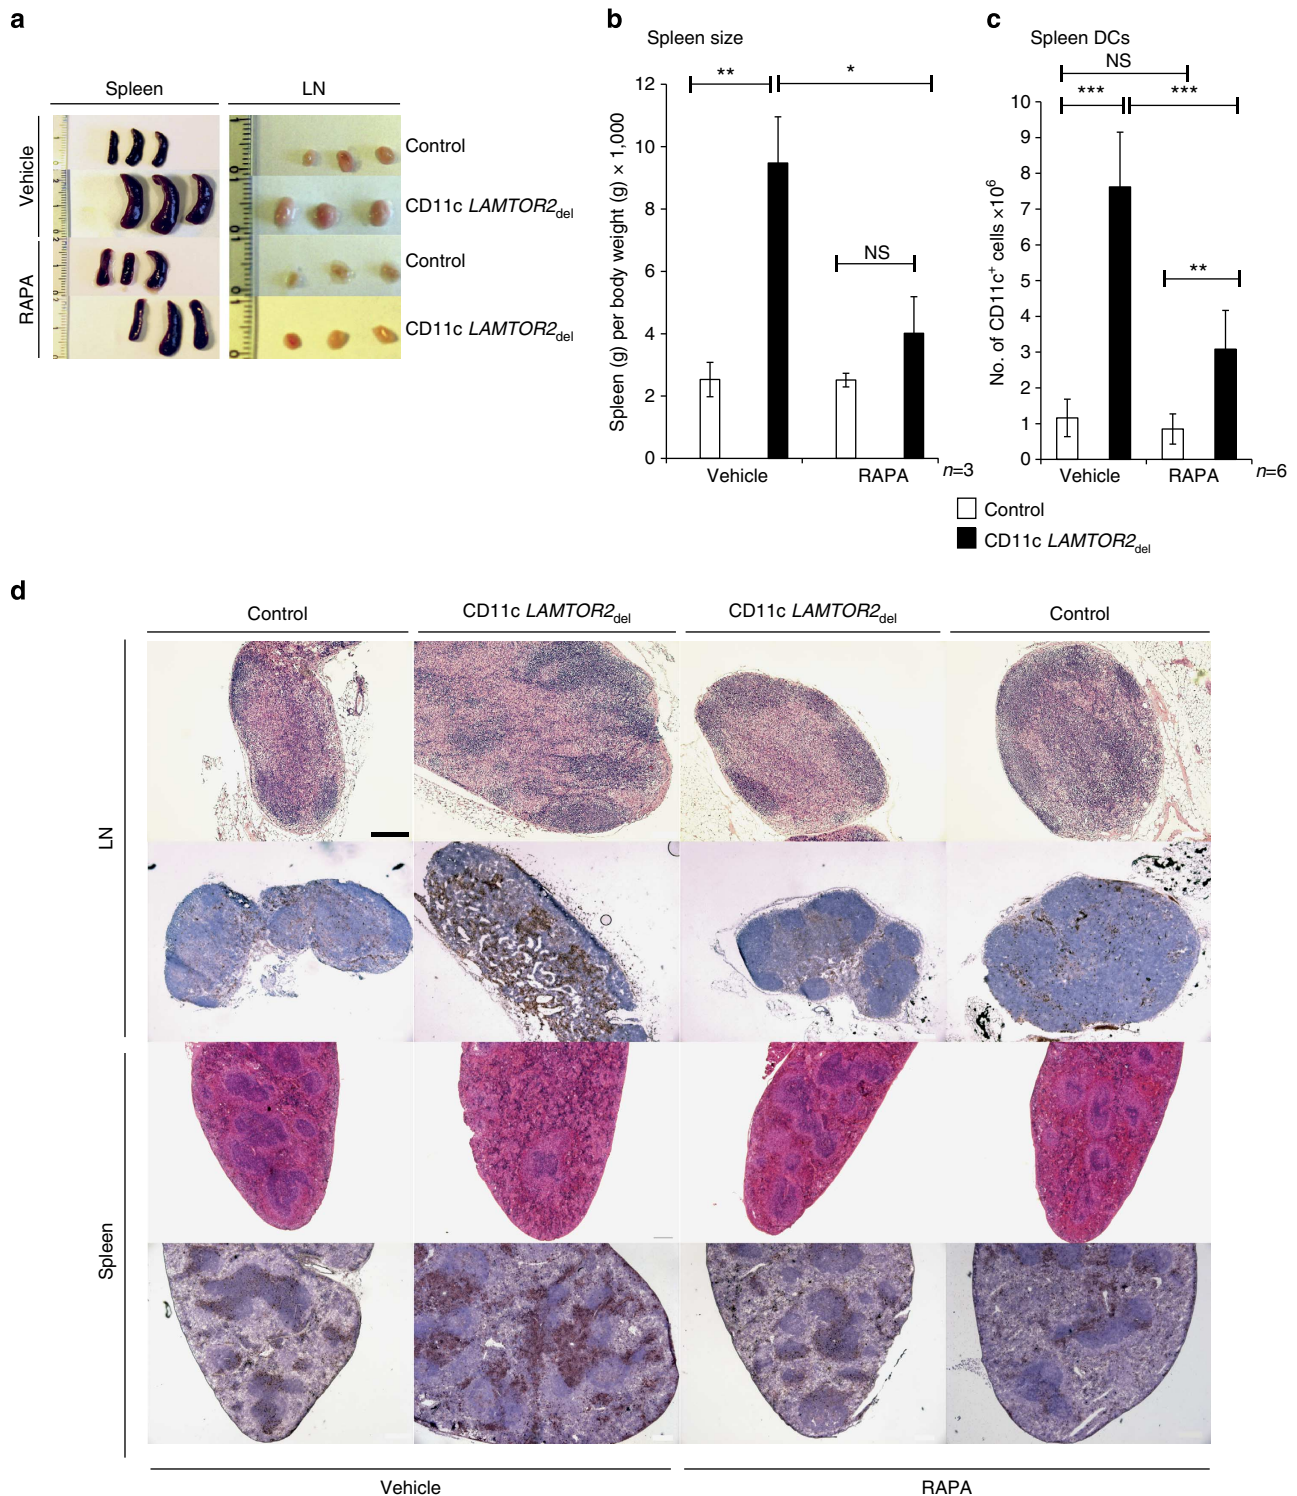 a
Spleen
LN
Vehicle
RAPA
Control
CD11c LAMTOR2del
Control
CD11c LAMTOR2del
b
Spleen size
Spleen (g) per body weight (g) × 1,000
12
10
8
6
4
2
0
**
*
NS
Vehicle
RAPA
n=3
c
Spleen DCs
NS
***
***
**
No. of CD11c+ cells ×10⁶
10
9
8
7
6
5
4
3
2
1
0
Vehicle
RAPA
n=6
Control
CD11c LAMTOR2del
d
Control
CD11c LAMTOR2del
CD11c LAMTOR2del
Control
LN
Spleen
Vehicle
RAPA